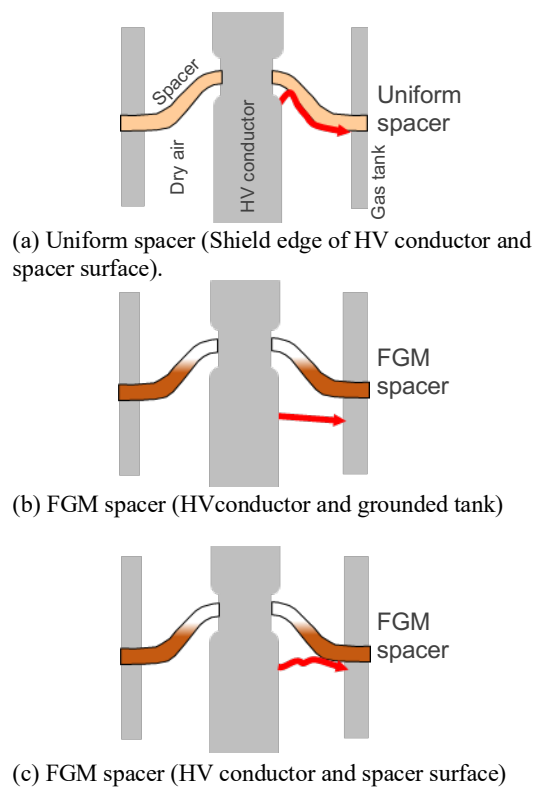 Spacer
Dry air
HV conductor
Uniform
spacer
Gas tank
(a) Uniform spacer (Shield edge of HV conductor and
spacer surface).
FGM
spacer
(b) FGM spacer (HVconductor and grounded tank)
FGM
spacer
(c) FGM spacer (HV conductor and spacer surface)